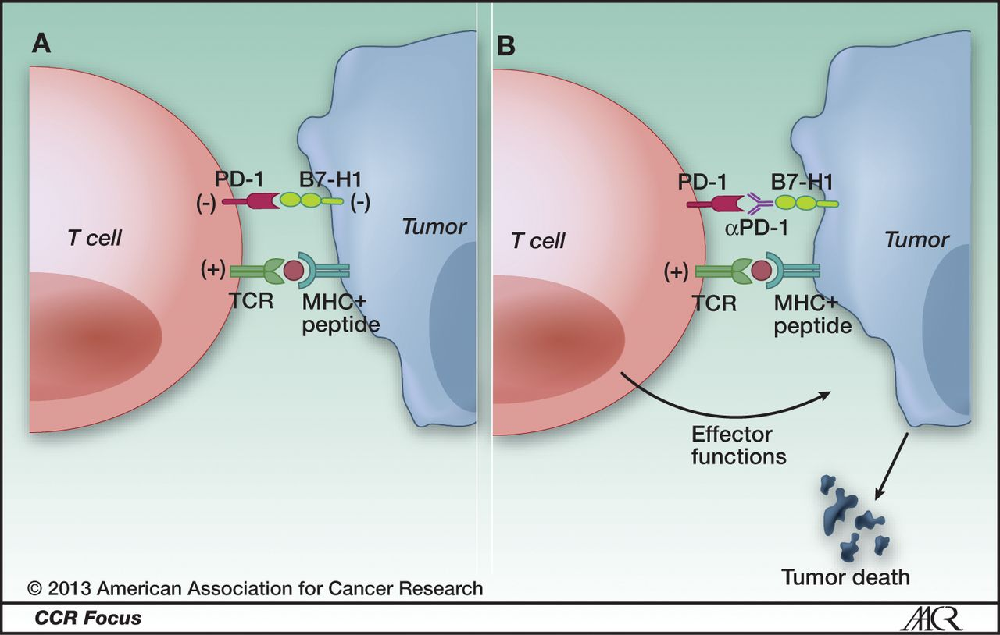 A
PD-1
B7-H1
(-)
(-)
T cell
Tumor
(+)
TCR
MHC+
peptide
B
PD-1
B7-H1
αPD-1
T cell
Tumor
(+)
TCR
MHC+
peptide
Effector
functions
Tumor death
© 2013 American Association for Cancer Research
CCR Focus
AACR